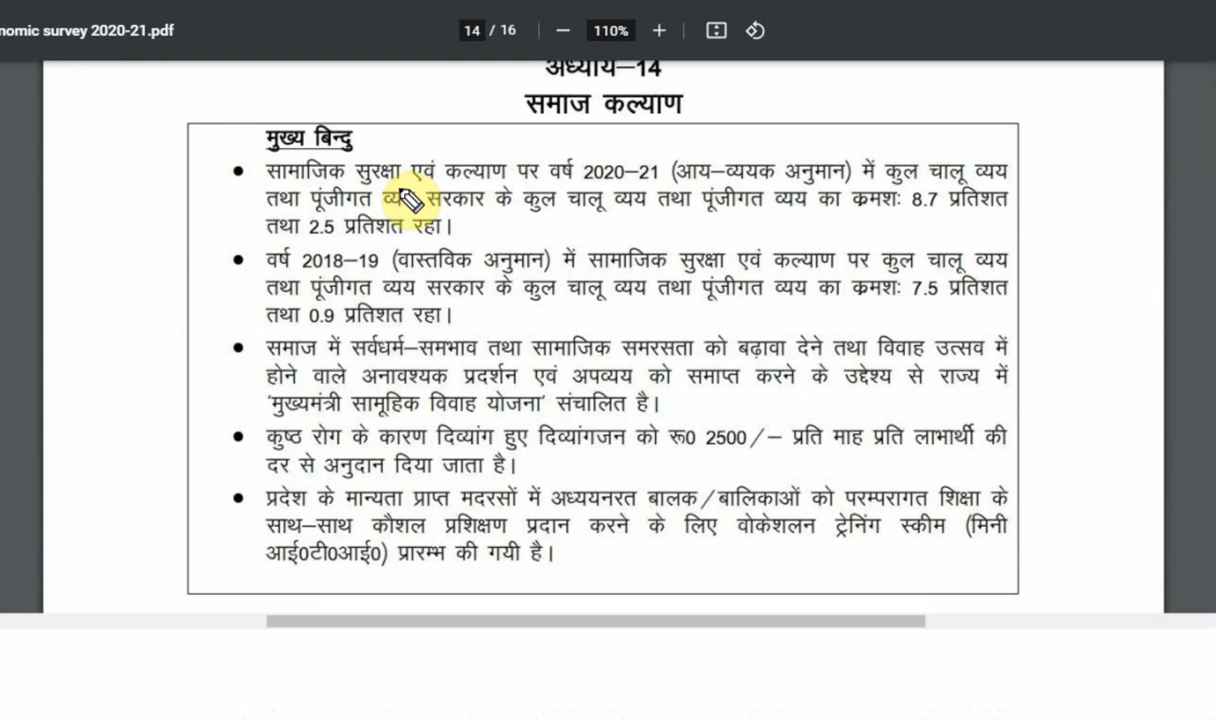 nomic survey 2020-21.pdf
14 / 16
110%
अध्याय–14
समाज कल्याण
मुख्य बिन्दु
सामाजिक सुरक्षा एवं कल्याण पर वर्ष 2020–21 (आय–व्ययक अनुमान) में कुल चालू व्यय
तथा पूंजीगत व्यय सरकार के कुल चालू व्यय तथा पूंजीगत व्यय का क्रमशः 8.7 प्रतिशत
तथा 2.5 प्रतिशत रहा।
वर्ष 2018–19 (वास्तविक अनुमान) में सामाजिक सुरक्षा एवं कल्याण पर कुल चालू व्यय
तथा पूंजीगत व्यय सरकार के कुल चालू व्यय तथा पूंजीगत व्यय का क्रमशः 7.5 प्रतिशत
तथा 0.9 प्रतिशत रहा।
समाज में सर्वधर्म–समभाव तथा सामाजिक समरसता को बढ़ावा देने तथा विवाह उत्सव में
होने वाले अनावश्यक प्रदर्शन एवं अपव्यय को समाप्त करने के उद्देश्य से राज्य में
'मुख्यमंत्री सामूहिक विवाह योजना' संचालित है।
कुष्ठ रोग के कारण दिव्यांग हुए दिव्यांगजन को रू0 2500/– प्रति माह प्रति लाभार्थी की
दर से अनुदान दिया जाता है।
प्रदेश के मान्यता प्राप्त मदरसों में अध्ययनरत बालक/बालिकाओं को परम्परागत शिक्षा के
साथ–साथ कौशल प्रशिक्षण प्रदान करने के लिए वोकेशलन ट्रेनिंग स्कीम (मिनी
आई0टी0आई0) प्रारम्भ की गयी है।